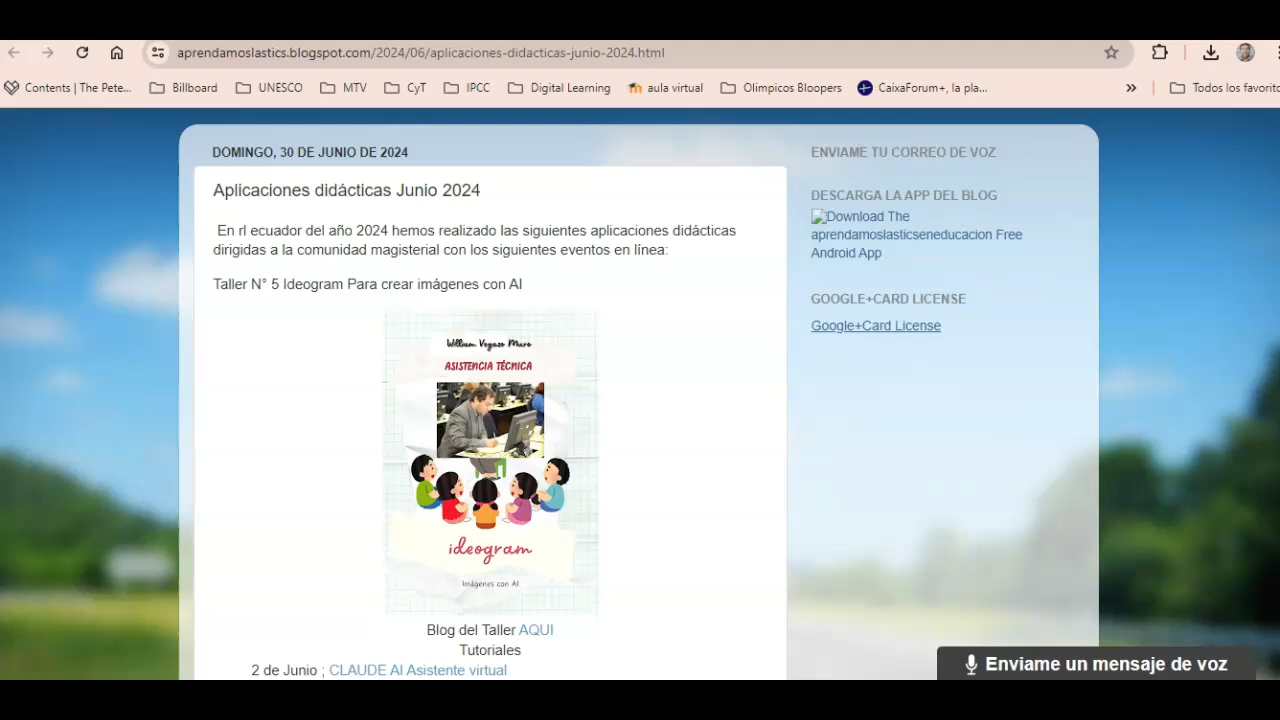 aprendamoslastics.blogspot.com/2024/06/aplicaciones-didacticas-junio-2024.html
Contents | The Pete...
Billboard
UNESCO
MTV
CyT
IPCC
Digital Learning
aula virtual
Olimpicos Bloopers
CaixaForum+, la pla...
»
Todos los favorito
DOMINGO, 30 DE JUNIO DE 2024
Aplicaciones didácticas Junio 2024
En rl ecuador del año 2024 hemos realizado las siguientes aplicaciones didácticas
dirigidas a la comunidad magisterial con los siguientes eventos en línea:
Taller N° 5 Ideogram Para crear imágenes con AI
William Vegazo Muro
ASISTENCIA TÉCNICA
ideogram
Imágenes con AI
Blog del Taller AQUI
Tutoriales
2 de Junio ; CLAUDE AI Asistente virtual
ENVIAME TU CORREO DE VOZ
DESCARGA LA APP DEL BLOG
Download The
aprendamoslasticseneducacion Free
Android App
GOOGLE+CARD LICENSE
Google+Card License
Enviame un mensaje de voz